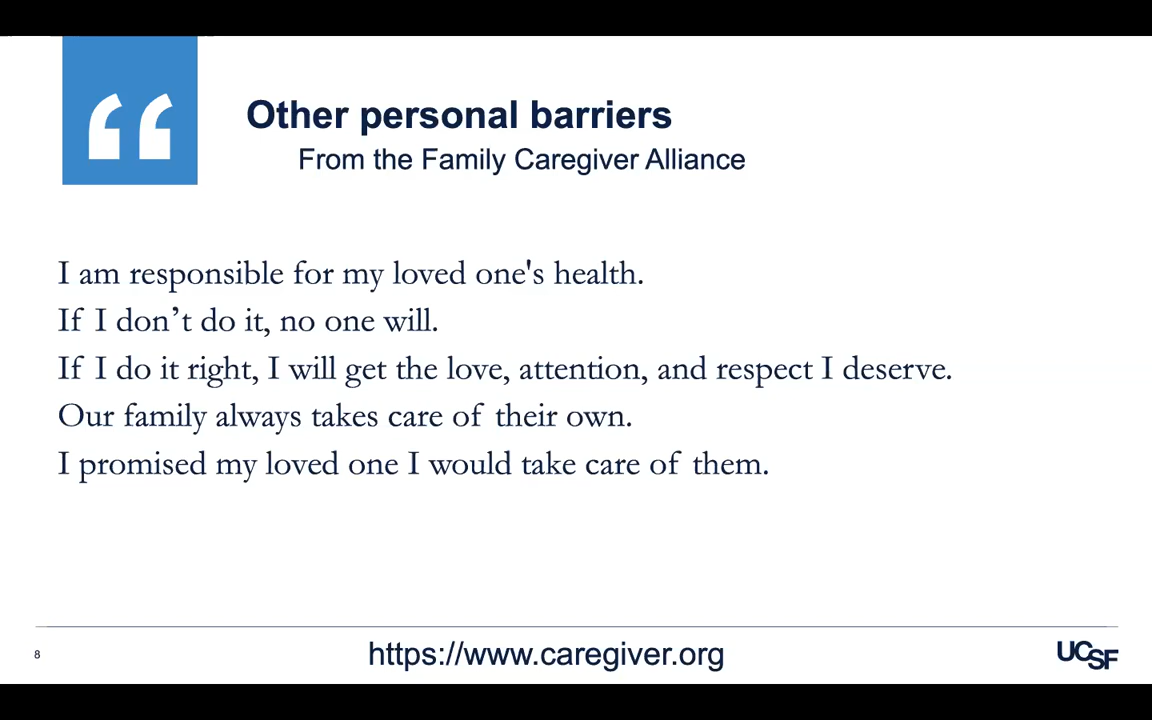 Other personal barriers
From the Family Caregiver Alliance
I am responsible for my loved one's health.
If I don’t do it, no one will.
If I do it right, I will get the love, attention, and respect I deserve.
Our family always takes care of their own.
I promised my loved one I would take care of them.
8
https://www.caregiver.org
UCSF